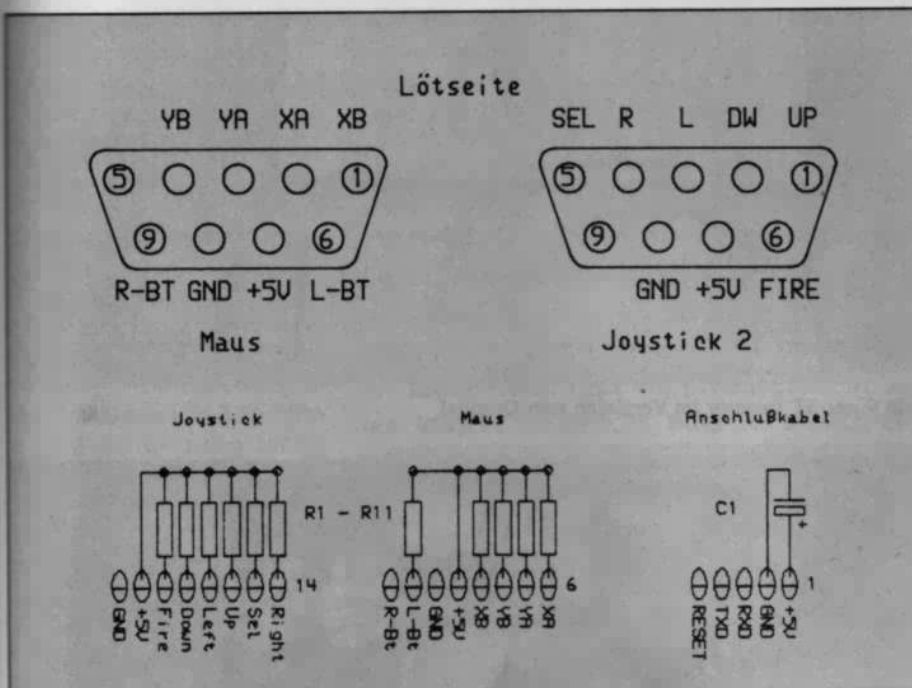 Lötseite
YB YA XA XB
SEL R L DW UP
5 1
5 1
9 6
9 6
R-BT GND +5V L-BT
GND +5V FIRE
Maus
Joystick 2
Joystick
Maus
Anschlußkabel
R1 - R11
C1
+
14
6
1
GND
+5V
Fire
Down
Left
Up
Sel
Right
R-Bt
L-Bt
GND
+5V
XB
YB
YA
XA
RESET
TXD
RXD
GND
+5V